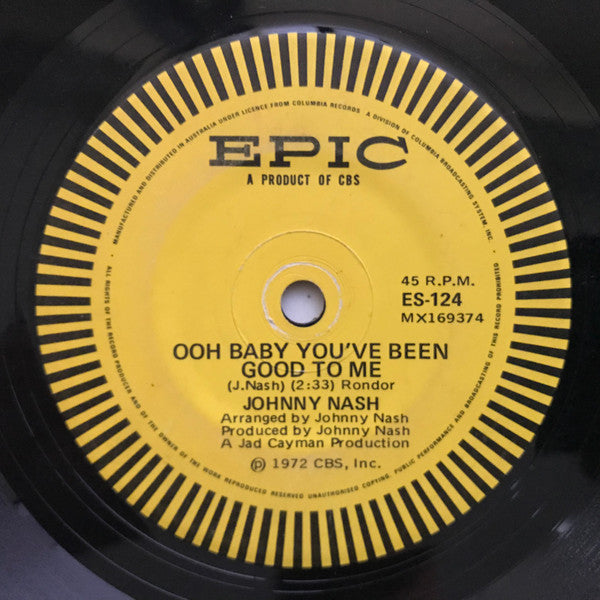 MANUFACTURED AND DISTRIBUTED IN AUSTRALIA UNDER LICENCE FROM COLUMBIA RECORDS . A DIVISION OF COLUMBIA BROADCASTING SYSTEM, INC. .
EPIC
A PRODUCT OF CBS
45 R.P.M.
ES-124
MX169374
OOH BABY YOU'VE BEEN
GOOD TO ME
(J.Nash) (2:33) Rondor
JOHNNY NASH
Arranged by Johnny Nash
Produced by Johnny Nash
A Jad Cayman Production
Ⓟ 1972 CBS, Inc.
. ALL RIGHTS OF THE RECORD PRODUCER AND OF THE OWNER OF THE WORK REPRODUCED RESERVED UNAUTHORISED COPYING. PUBLIC PERFORMANCE AND BROADCASTING OF THIS RECORD PROHIBITED